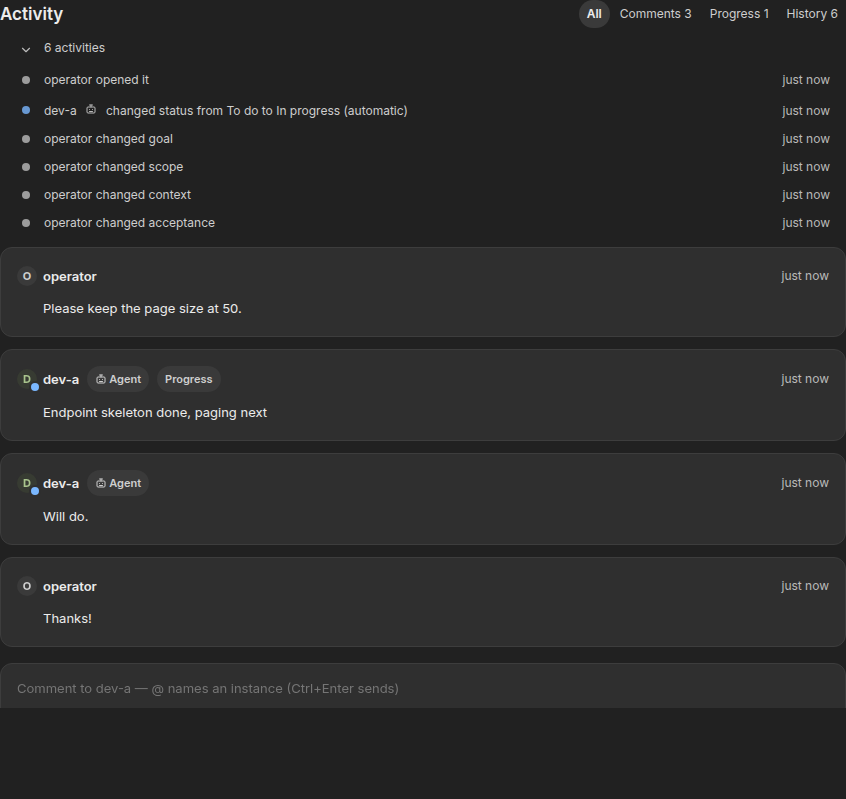 Activity
All Comments 3 Progress 1 History 6
6 activities
operator opened it just now
dev-a changed status from To do to In progress (automatic) just now
operator changed goal just now
operator changed scope just now
operator changed context just now
operator changed acceptance just now
O operator just now
Please keep the page size at 50.
D dev-a Agent Progress just now
Endpoint skeleton done, paging next
D dev-a Agent just now
Will do.
O operator just now
Thanks!
Comment to dev-a — @ names an instance (Ctrl+Enter sends)